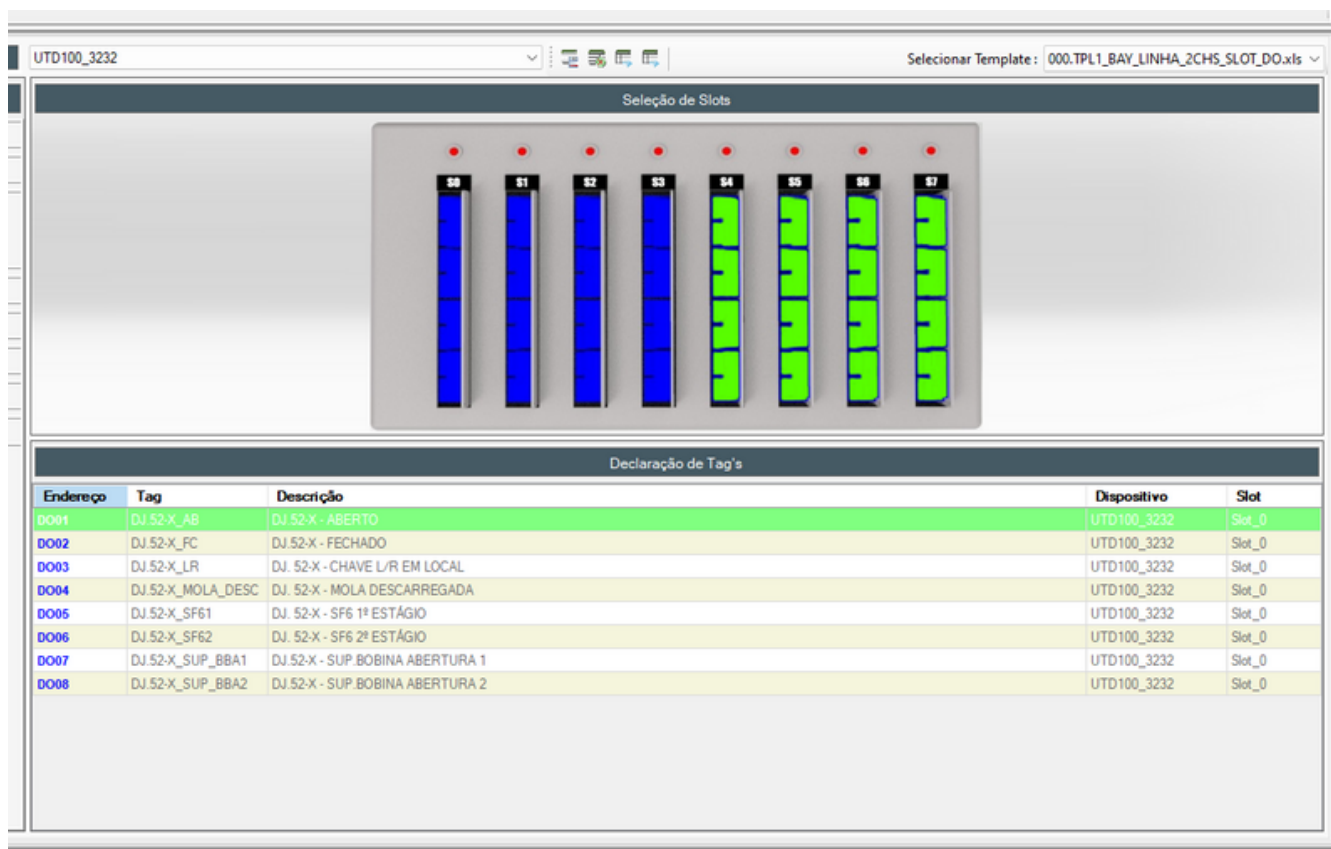 UTD100_3232 Selecionar Template : 000.TPL1_BAY_LINHA_2CHS_SLOT_DO.xls
Seleção de Slots
S0 S1 S2 S3 S4 S5 S6 S7
Declaração de Tag's
Endereço Tag Descrição Dispositivo Slot
DO01 DJ.52-X_AB DJ.52-X - ABERTO UTD100_3232 Slot_0
DO02 DJ.52-X_FC DJ.52-X - FECHADO UTD100_3232 Slot_0
DO03 DJ.52-X_LR DJ. 52-X - CHAVE L/R EM LOCAL UTD100_3232 Slot_0
DO04 DJ.52-X_MOLA_DESC DJ. 52-X - MOLA DESCARREGADA UTD100_3232 Slot_0
DO05 DJ.52-X_SF61 DJ. 52-X - SF6 1º ESTÁGIO UTD100_3232 Slot_0
DO06 DJ.52-X_SF62 DJ. 52-X - SF6 2º ESTÁGIO UTD100_3232 Slot_0
DO07 DJ.52-X_SUP_BBA1 DJ.52-X - SUP.BOBINA ABERTURA 1 UTD100_3232 Slot_0
DO08 DJ.52-X_SUP_BBA2 DJ.52-X - SUP.BOBINA ABERTURA 2 UTD100_3232 Slot_0